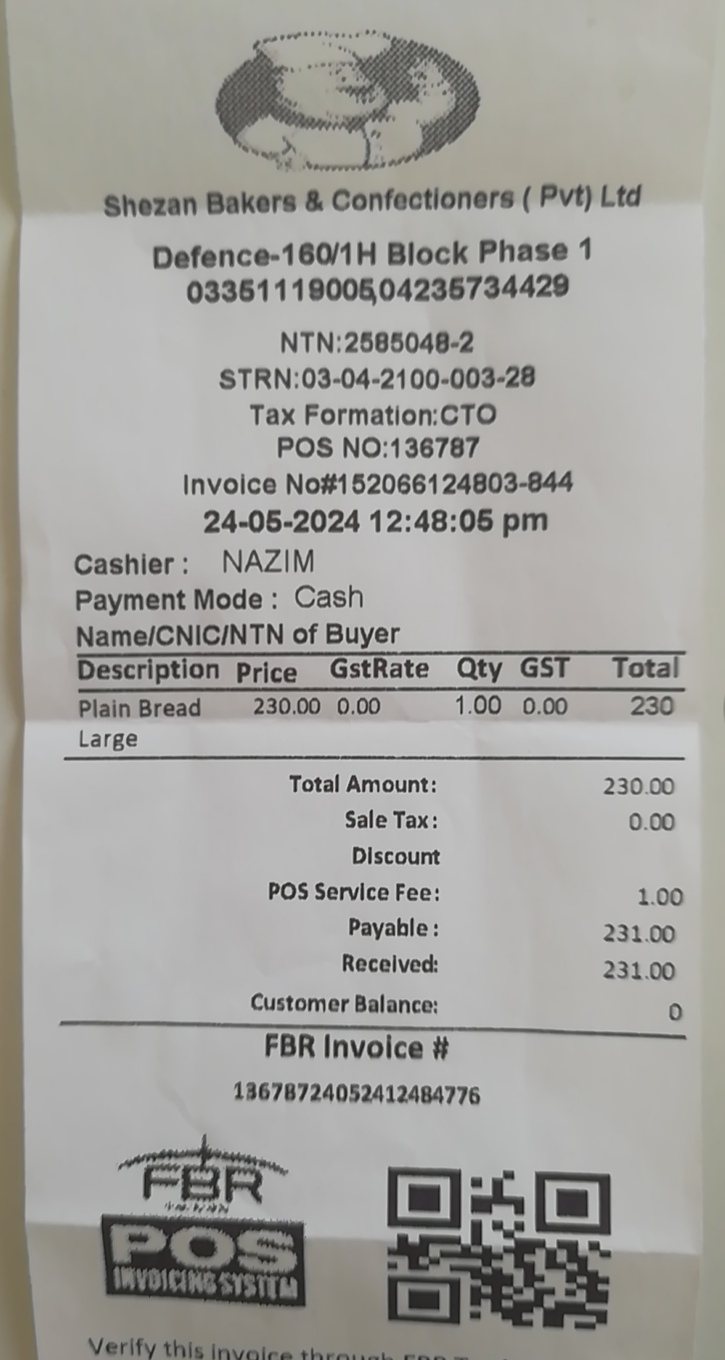 Shezan Bakers & Confectioners ( Pvt) Ltd
Defence-160/1H Block Phase 1
03351119005,04235734429
NTN:2585048-2
STRN:03-04-2100-003-28
Tax Formation:CTO
POS NO:136787
Invoice No#152066124803-844
24-05-2024 12:48:05 pm
Cashier : NAZIM
Payment Mode : Cash
Name/CNIC/NTN of Buyer
Description Price GstRate Qty GST Total
Plain Bread 230.00 0.00 1.00 0.00 230
Large
Total Amount: 230.00
Sale Tax: 0.00
Discount
POS Service Fee: 1.00
Payable : 231.00
Received: 231.00
Customer Balance: 0
FBR Invoice #
13678724052412484776
FBR
POS
INVOICING SYSTEM
Verify this invoice through FBR